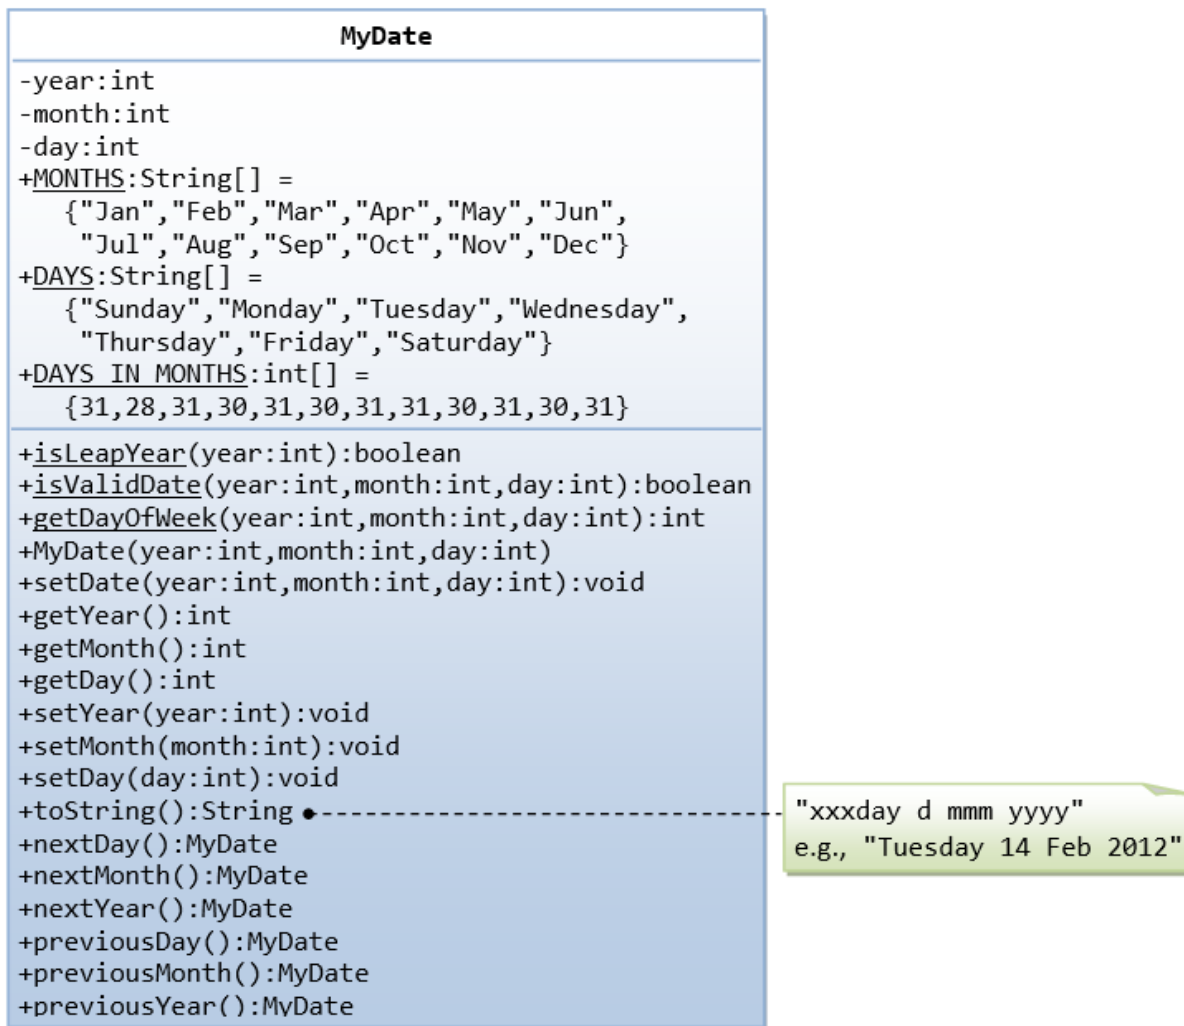 MyDate
-year:int
-month:int
-day:int
+MONTHS:String[] =
{"Jan","Feb","Mar","Apr","May","Jun",
"Jul","Aug","Sep","Oct","Nov","Dec"}
+DAYS:String[] =
{"Sunday","Monday","Tuesday","Wednesday",
"Thursday","Friday","Saturday"}
+DAYS_IN_MONTHS:int[] =
{31,28,31,30,31,30,31,31,30,31,30,31}
+isLeapYear(year:int):boolean
+isValidDate(year:int,month:int,day:int):boolean
+getDayOfWeek(year:int,month:int,day:int):int
+MyDate(year:int,month:int,day:int)
+setDate(year:int,month:int,day:int):void
+getYear():int
+getMonth():int
+getDay():int
+setYear(year:int):void
+setMonth(month:int):void
+setDay(day:int):void
+toString():String
"xxxday d mmm yyyy"
e.g., "Tuesday 14 Feb 2012"
+nextDay():MyDate
+nextMonth():MyDate
+nextYear():MyDate
+previousDay():MyDate
+previousMonth():MyDate
+previousYear():MyDate